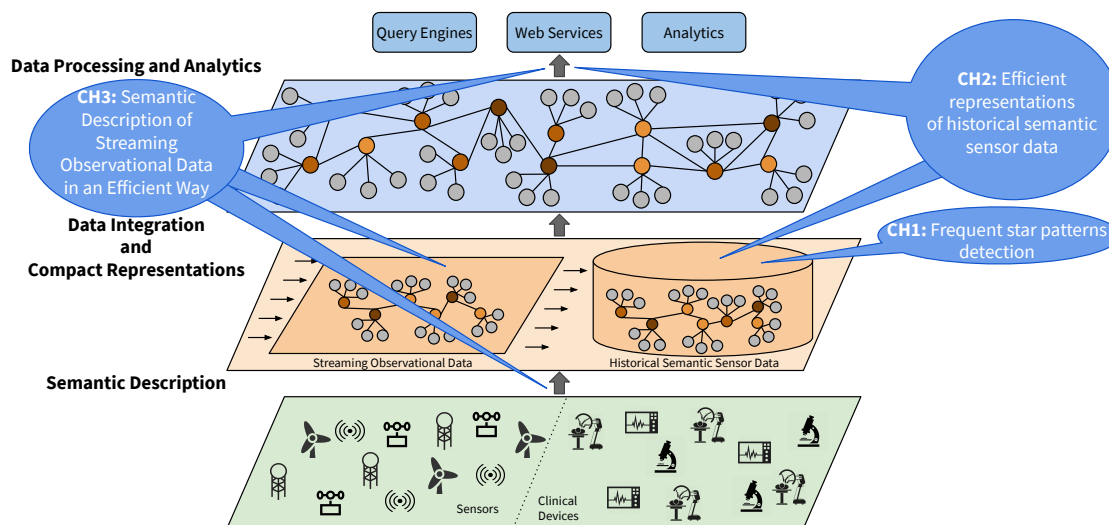 Query Engines
Web Services
Analytics
Data Processing and Analytics
CH3: Semantic
Description of
Streaming
Observational Data
in an Efficient Way
CH2: Efficient
representations
of historical semantic
sensor data
Data Integration
and
Compact Representations
CH1: Frequent star patterns
detection
Streaming Observational Data
Historical Semantic Sensor Data
Semantic Description
Sensors
Clinical
Devices